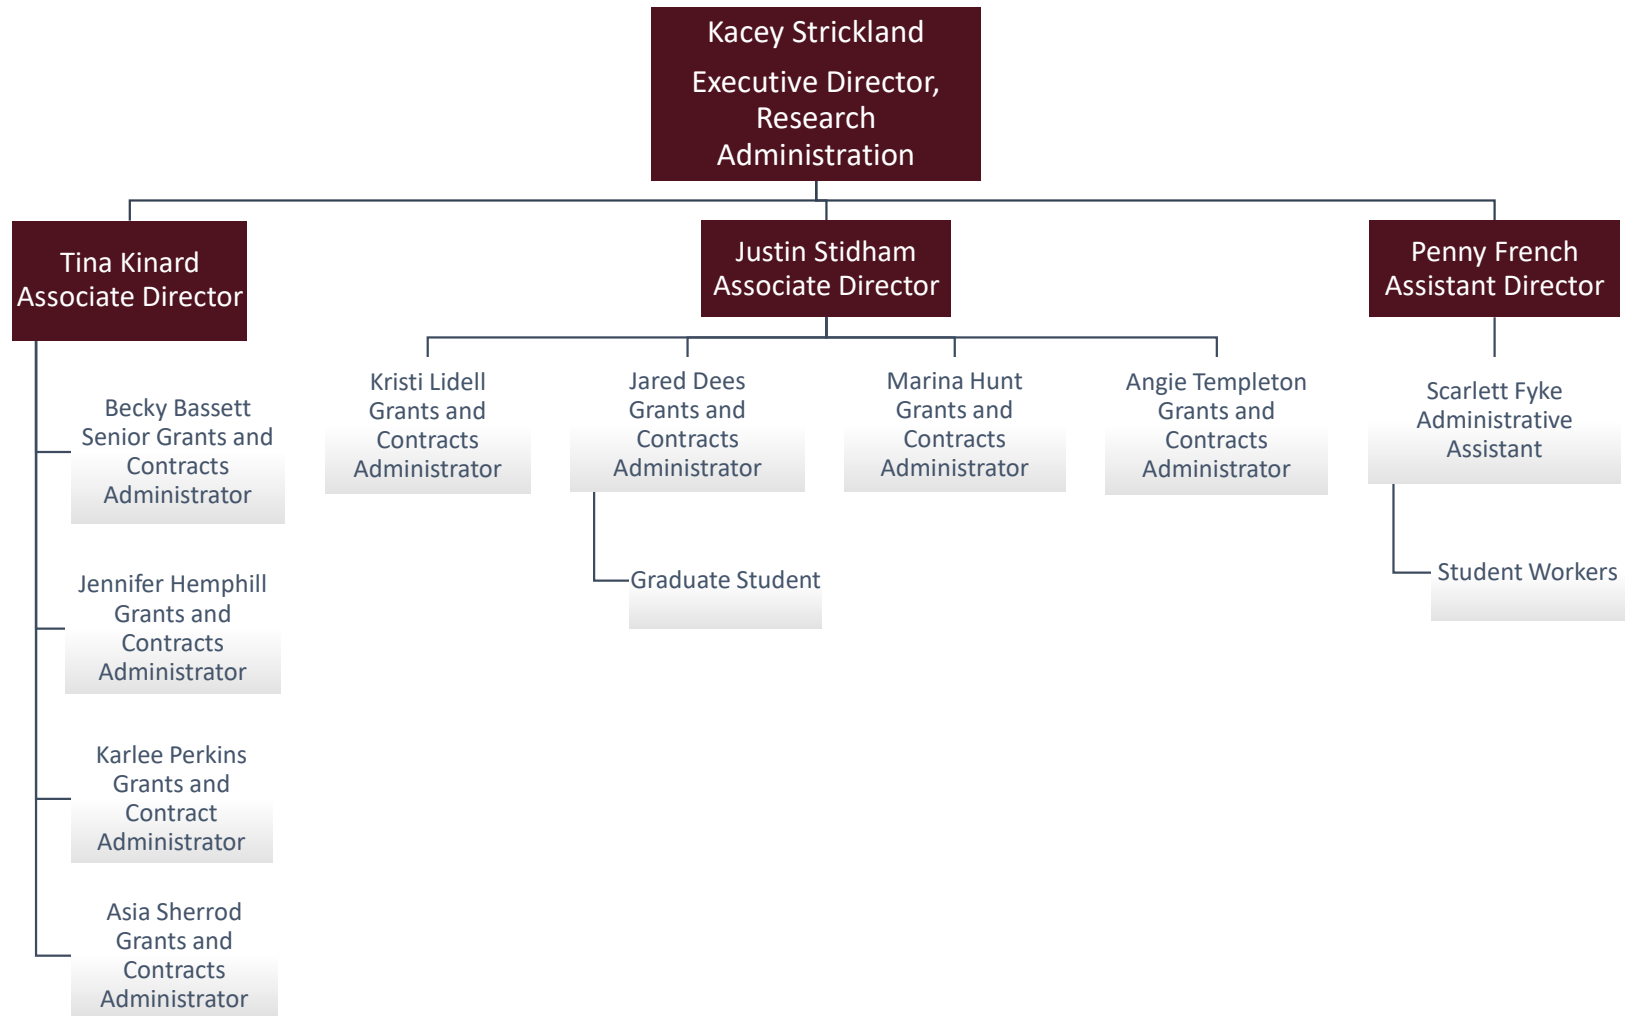 Kacey Strickland
Executive Director,
Research
Administration
Tina Kinard
Associate Director
Justin Stidham
Associate Director
Penny French
Assistant Director
Becky Bassett
Senior Grants and
Contracts
Administrator
Jennifer Hemphill
Grants and
Contracts
Administrator
Karlee Perkins
Grants and
Contract
Administrator
Asia Sherrod
Grants and
Contracts
Administrator
Kristi Lidell
Grants and
Contracts
Administrator
Jared Dees
Grants and
Contracts
Administrator
Graduate Student
Marina Hunt
Grants and
Contracts
Administrator
Angie Templeton
Grants and
Contracts
Administrator
Scarlett Fyke
Administrative
Assistant
Student Workers